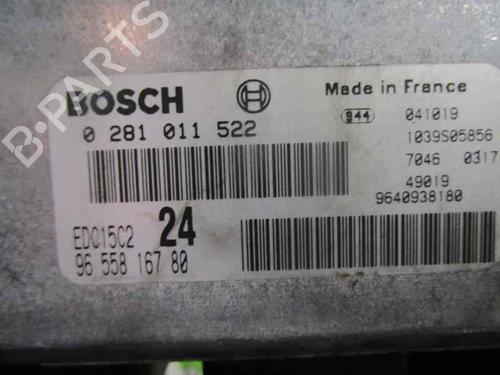 B-PARTS
BOSCH
Made in France
0 281 011 522
944 041019
1039S05856
7046 0317
49019
9640938180
EDC15C2 24
96 558 167 80